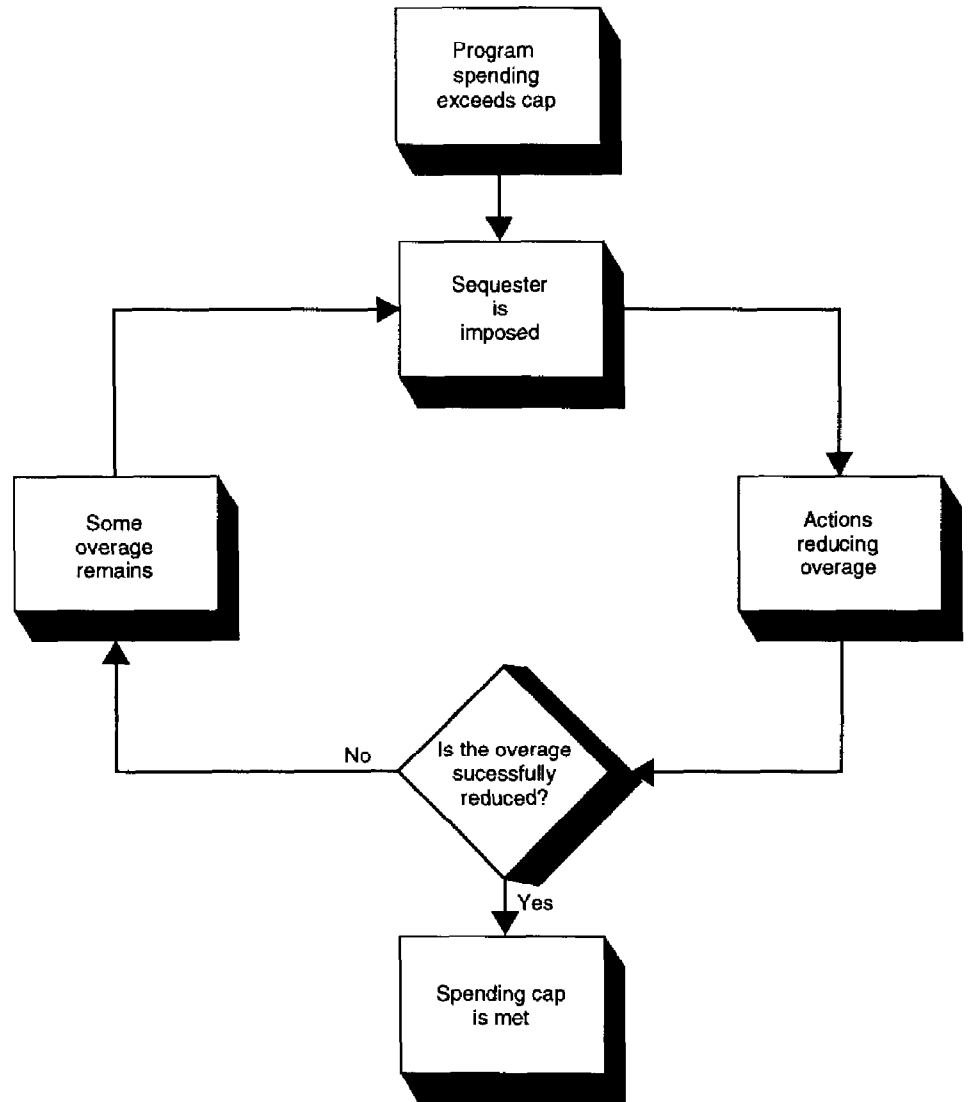 Program
spending
exceeds cap
Sequester
is
imposed
Some
overage
remains
Actions
reducing
overage
No
Is the overage
sucessfully
reduced?
Yes
Spending cap
is met